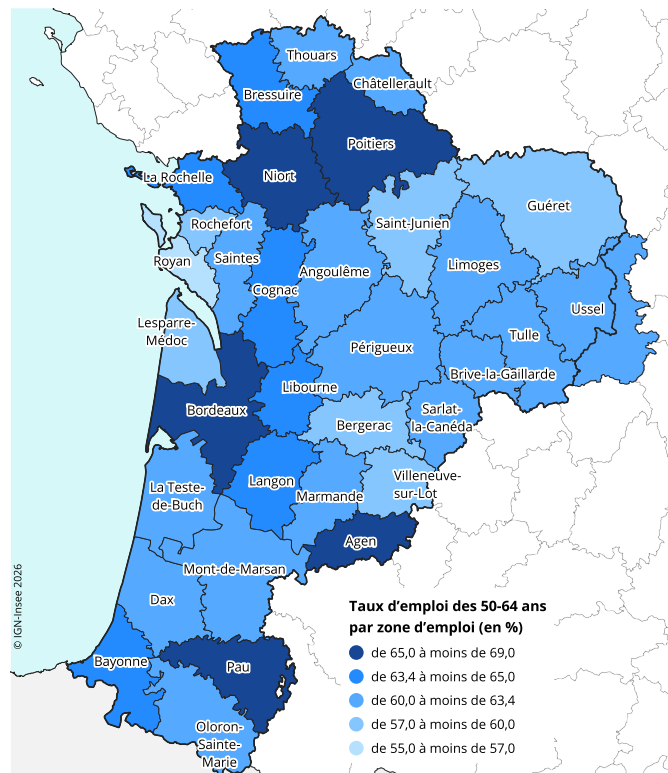 Thouars
Châtellerault
Bressuire
Poitiers
La Rochelle
Niort
Guéret
Rochefort
Saint-Junien
Royan
Saintes
Angoulême
Limoges
Cognac
Ussel
Lesparre-
Médoc
Tulle
Périgueux
Brive-la-Gaillarde
Libourne
Bordeaux
Sarlat-
la-Canéda
Bergerac
Langon
Villeneuve-
sur-Lot
La Teste-
de-Buch
Marmande
Agen
Mont-de-Marsan
Dax
Bayonne
Pau
Oloron-
Sainte-
Marie
© IGN-Insee 2026
Taux d’emploi des 50-64 ans
par zone d’emploi (en %)
de 65,0 à moins de 69,0
de 63,4 à moins de 65,0
de 60,0 à moins de 63,4
de 57,0 à moins de 60,0
de 55,0 à moins de 57,0